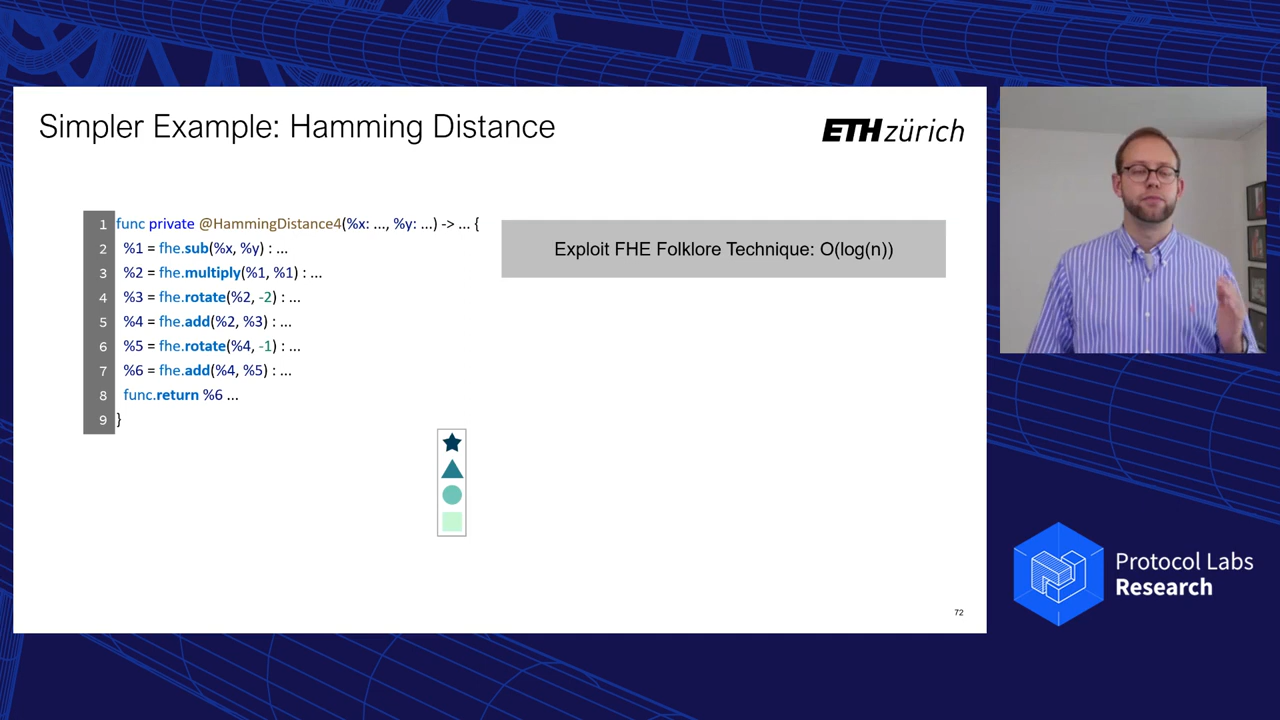 Simpler Example: Hamming Distance
ETH zürich
1 func private @HammingDistance4(%x: ..., %y: ...) -> ... {
2 %1 = fhe.sub(%x, %y) : ...
3 %2 = fhe.multiply(%1, %1) : ...
4 %3 = fhe.rotate(%2, -2) : ...
5 %4 = fhe.add(%2, %3) : ...
6 %5 = fhe.rotate(%4, -1) : ...
7 %6 = fhe.add(%4, %5) : ...
8 func.return %6 ...
9 }
Exploit FHE Folklore Technique: O(log(n))
72
Protocol Labs
Research